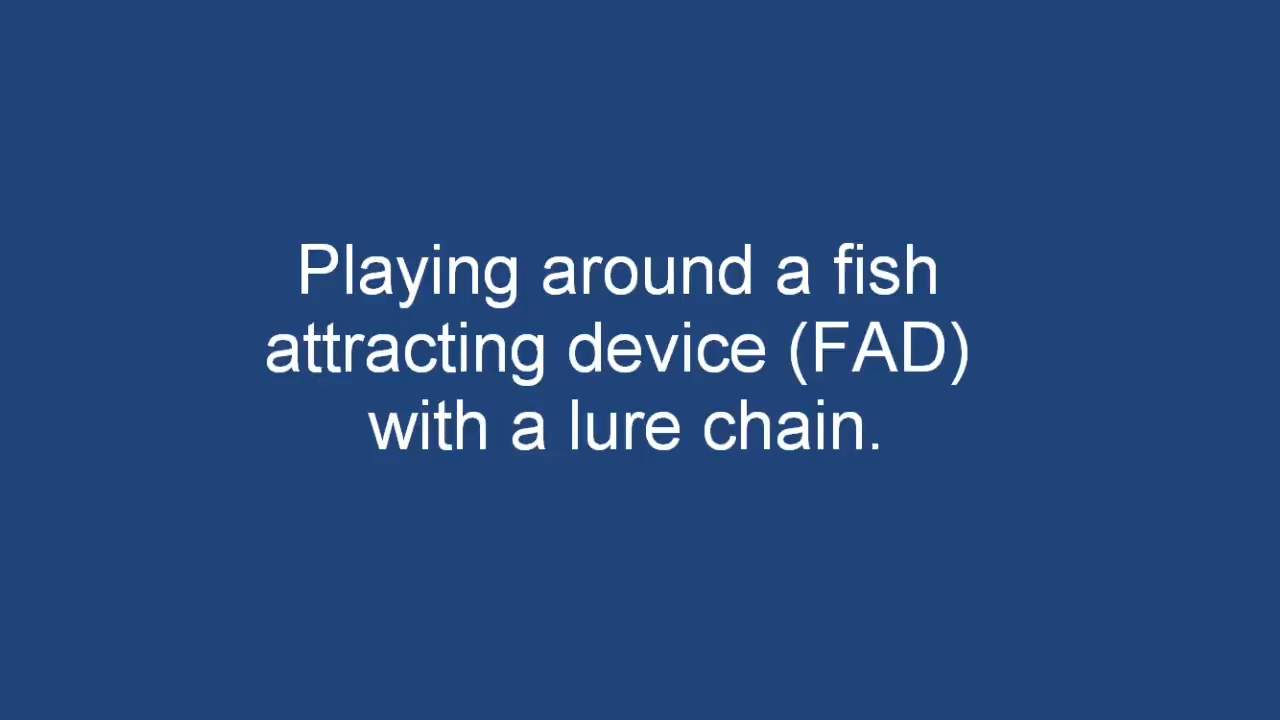 Playing around a fish
attracting device (FAD)
with a lure chain.